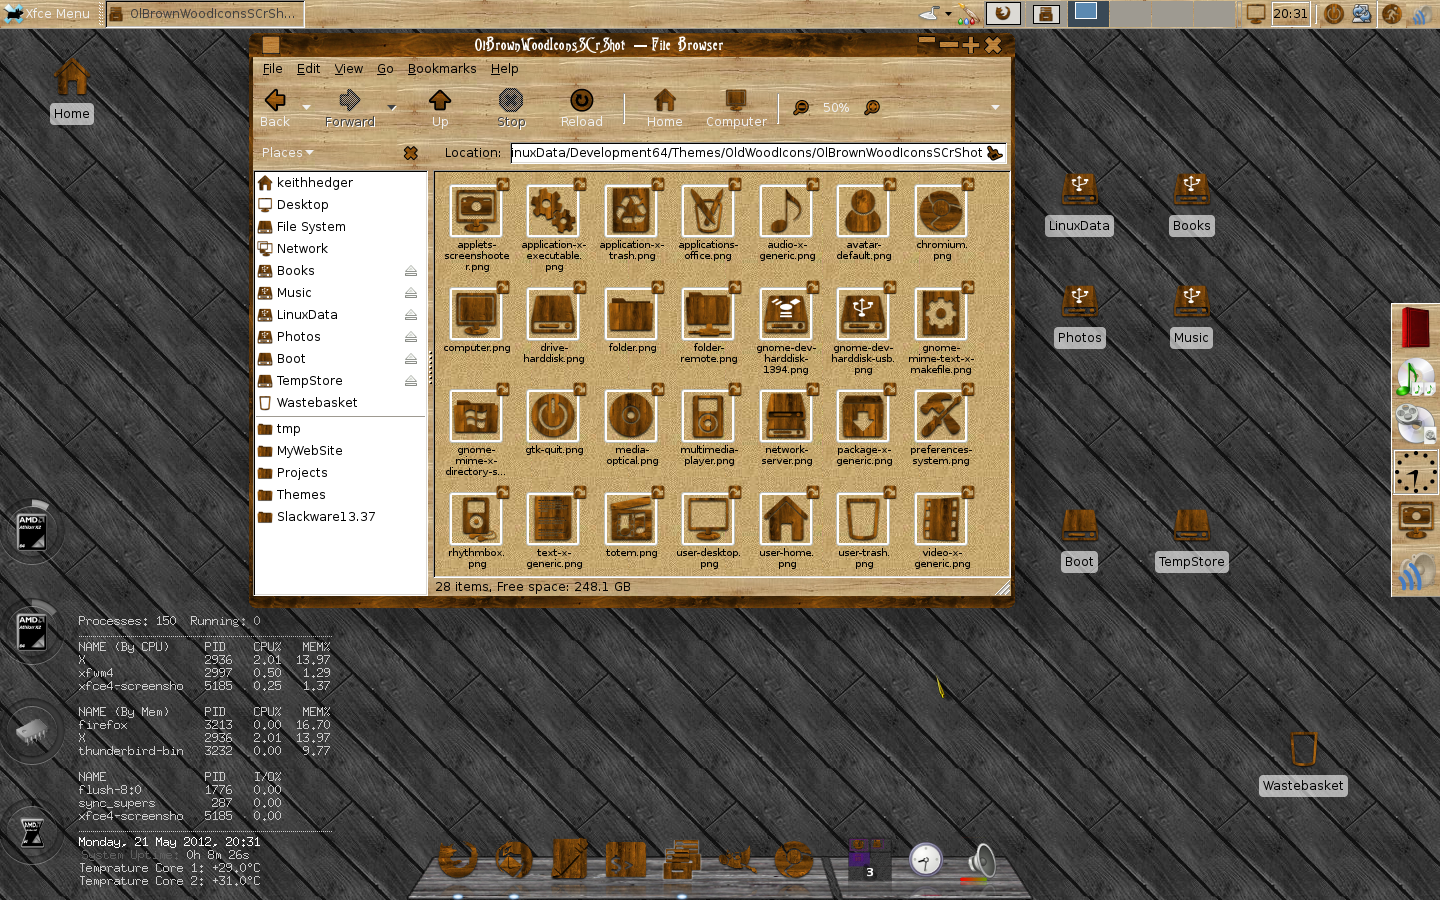 Xfce Menu
OlBrownWoodIconsSCrSh...
20:31
OlBrownWoodIconsSCrShot — File Browser
File Edit View Go Bookmarks Help
Back Forward Up Stop Reload Home Computer 50%
Places
Location: inuxData/Development64/Themes/OldWoodIcons/OlBrownWoodIconsSCrShot
keithhedger
Desktop
File System
Network
Books
Music
LinuxData
Photos
Boot
TempStore
Wastebasket
tmp
MyWebSite
Projects
Themes
Slackware13.37
applets-
screenshoote
r.png
application-x-
executable.
png
application-x-
trash.png
applications-
office.png
audio-x-
generic.png
avatar-
default.png
chromium.
png
computer.png
drive-
harddisk.png
folder.png
folder-
remote.png
gnome-dev-
harddisk-
1394.png
gnome-dev-
harddisk-usb.
png
gnome-
mime-text-x-
makefile.png
gnome-
mime-x-
directory-s...
gtk-quit.png
media-
optical.png
multimedia-
player.png
network-
server.png
package-x-
generic.png
preferences-
system.png
rhythmbox.
png
text-x-
generic.png
totem.png
user-desktop.
png
user-home.
png
user-trash.
png
video-x-
generic.png
28 items, Free space: 248.1 GB
Home
LinuxData
Books
Photos
Music
Boot
TempStore
Wastebasket
AMD
Athlon X2
64
AMD
Athlon X2
64
AMD
Processes: 150 Running: 0
NAME (By CPU) PID CPU% MEM%
X 2936 2.01 13.97
xfwm4 2997 0.50 1.29
xfce4-screensho 5185 0.25 1.37
NAME (By Mem) PID CPU% MEM%
firefox 3213 0.00 16.70
X 2936 2.01 13.97
thunderbird-bin 3232 0.00 9.77
NAME PID I/O%
flush-8:0 1776 0.00
sync_supers 287 0.00
xfce4-screensho 5185 0.00
Monday, 21 May 2012, 20:31
System Uptime: 0h 8m 26s
Temprature Core 1: +29.0°C
Temprature Core 2: +31.0°C
3